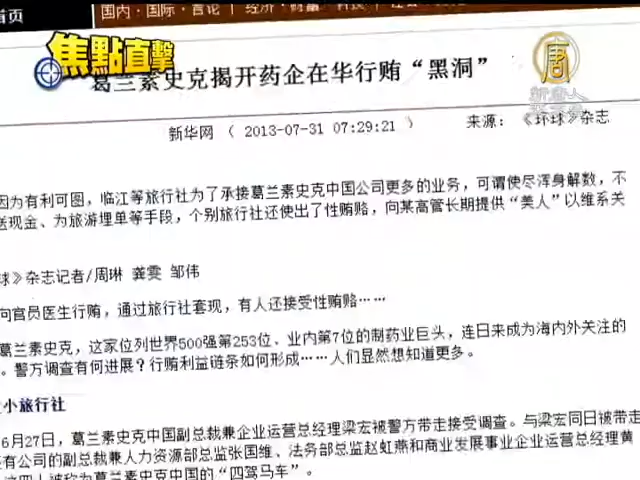 首页
国内·国际·言论 | 经济·财富·科技 |
焦點直擊
葛兰素史克揭开药企在华行贿“黑洞”
唐
新唐人
新华网 （ 2013-07-31 07:29:21 ） 来源：《环球》杂志
因为有利可图，临江等旅行社为了承接葛兰素史克中国公司更多的业务，可谓使尽浑身解数，不
送现金、为旅游埋单等手段，个别旅行社还使出了性贿赂，向某高管长期提供“美人”以维系关
球》杂志记者/周琳 龚雯 邹伟
向官员医生行贿，通过旅行社套现，有人还接受性贿赂……
葛兰素史克，这家位列世界500强第253位、业内第7位的制药业巨头，连日来成为海内外关注的
。警方调查有何进展？行贿利益链条如何形成……人们显然想知道更多。
小旅行社
6月27日，葛兰素史克中国副总裁兼企业运营总经理梁宏被警方带走接受调查。与梁宏同日被带走
有公司的副总裁兼人力资源部总监张国维、法务部总监赵虹燕和商业发展事业企业运营总经理黄
这四人被称为葛兰素史克中国的“四驾马车”。